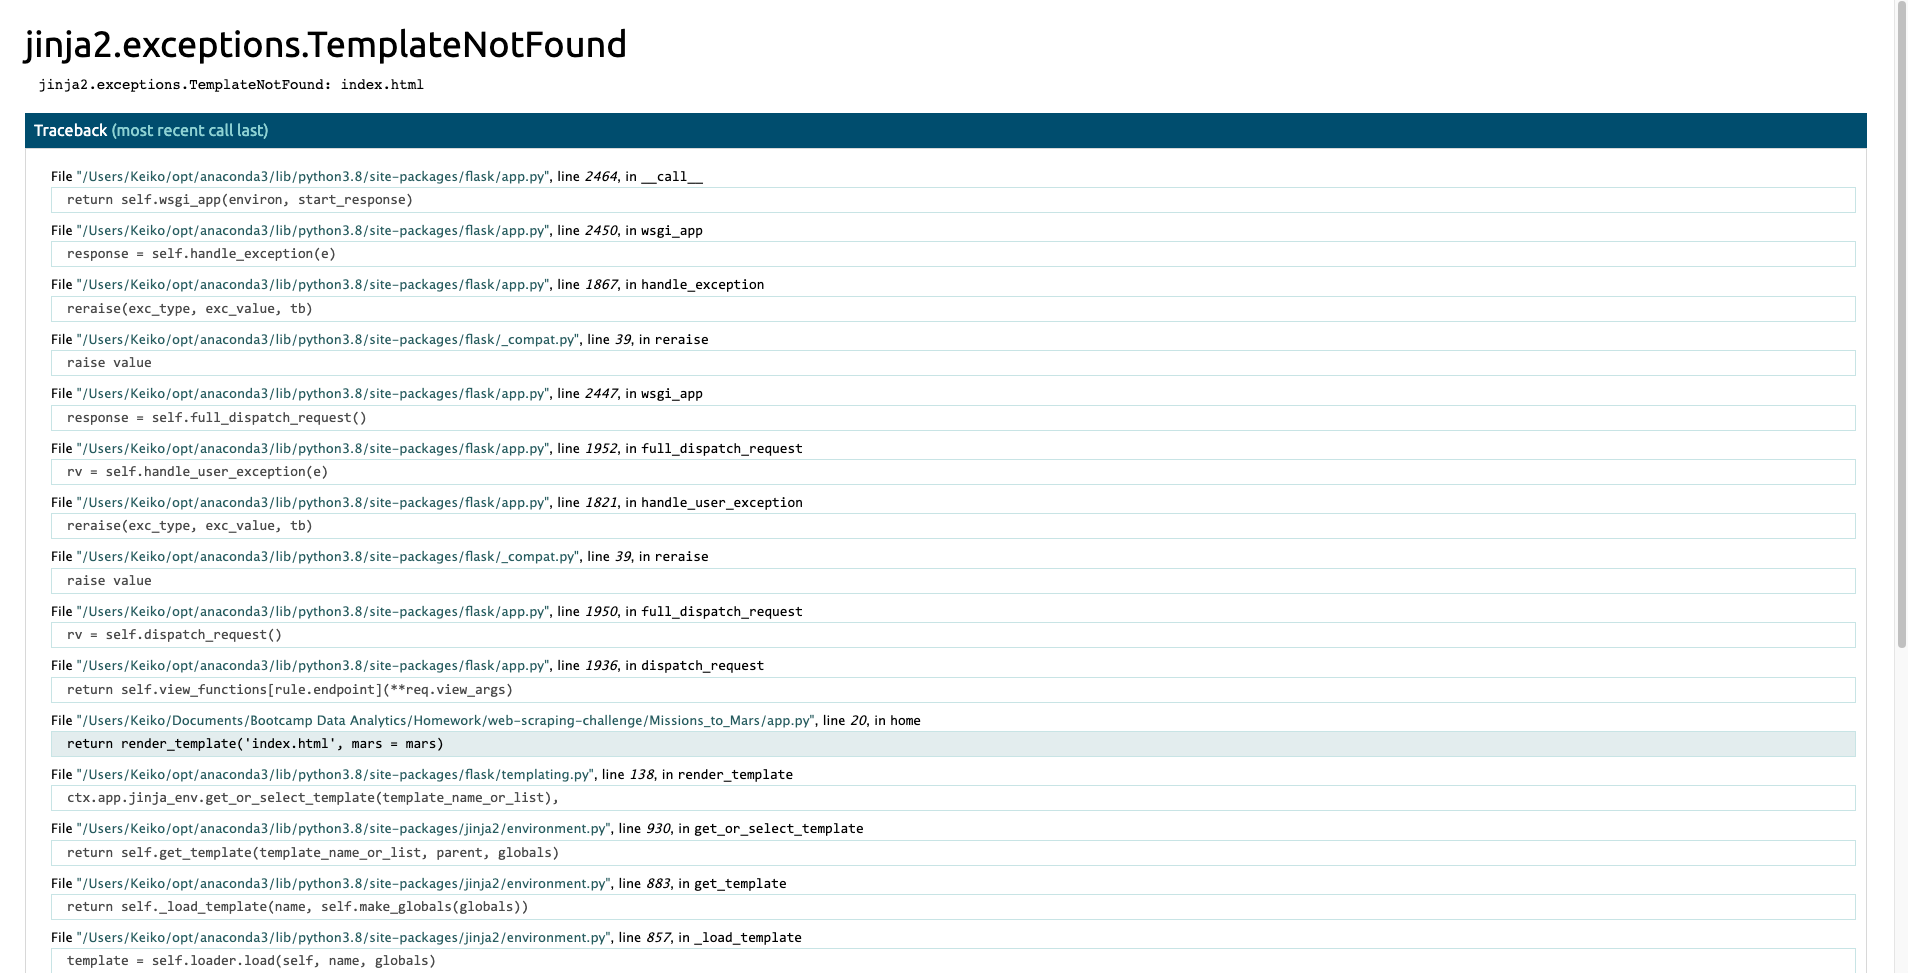 jinja2.exceptions.TemplateNotFound
jinja2.exceptions.TemplateNotFound: index.html
Traceback (most recent call last)
File "/Users/Keiko/opt/anaconda3/lib/python3.8/site-packages/flask/app.py", line 2464, in __call__
return self.wsgi_app(environ, start_response)
File "/Users/Keiko/opt/anaconda3/lib/python3.8/site-packages/flask/app.py", line 2450, in wsgi_app
response = self.handle_exception(e)
File "/Users/Keiko/opt/anaconda3/lib/python3.8/site-packages/flask/app.py", line 1867, in handle_exception
reraise(exc_type, exc_value, tb)
File "/Users/Keiko/opt/anaconda3/lib/python3.8/site-packages/flask/_compat.py", line 39, in reraise
raise value
File "/Users/Keiko/opt/anaconda3/lib/python3.8/site-packages/flask/app.py", line 2447, in wsgi_app
response = self.full_dispatch_request()
File "/Users/Keiko/opt/anaconda3/lib/python3.8/site-packages/flask/app.py", line 1952, in full_dispatch_request
rv = self.handle_user_exception(e)
File "/Users/Keiko/opt/anaconda3/lib/python3.8/site-packages/flask/app.py", line 1821, in handle_user_exception
reraise(exc_type, exc_value, tb)
File "/Users/Keiko/opt/anaconda3/lib/python3.8/site-packages/flask/_compat.py", line 39, in reraise
raise value
File "/Users/Keiko/opt/anaconda3/lib/python3.8/site-packages/flask/app.py", line 1950, in full_dispatch_request
rv = self.dispatch_request()
File "/Users/Keiko/opt/anaconda3/lib/python3.8/site-packages/flask/app.py", line 1936, in dispatch_request
return self.view_functions[rule.endpoint](**req.view_args)
File "/Users/Keiko/Documents/Bootcamp Data Analytics/Homework/web-scraping-challenge/Missions_to_Mars/app.py", line 20, in home
return render_template('index.html', mars = mars)
File "/Users/Keiko/opt/anaconda3/lib/python3.8/site-packages/flask/templating.py", line 138, in render_template
ctx.app.jinja_env.get_or_select_template(template_name_or_list),
File "/Users/Keiko/opt/anaconda3/lib/python3.8/site-packages/jinja2/environment.py", line 930, in get_or_select_template
return self.get_template(template_name_or_list, parent, globals)
File "/Users/Keiko/opt/anaconda3/lib/python3.8/site-packages/jinja2/environment.py", line 883, in get_template
return self._load_template(name, self.make_globals(globals))
File "/Users/Keiko/opt/anaconda3/lib/python3.8/site-packages/jinja2/environment.py", line 857, in _load_template
template = self.loader.load(self, name, globals)